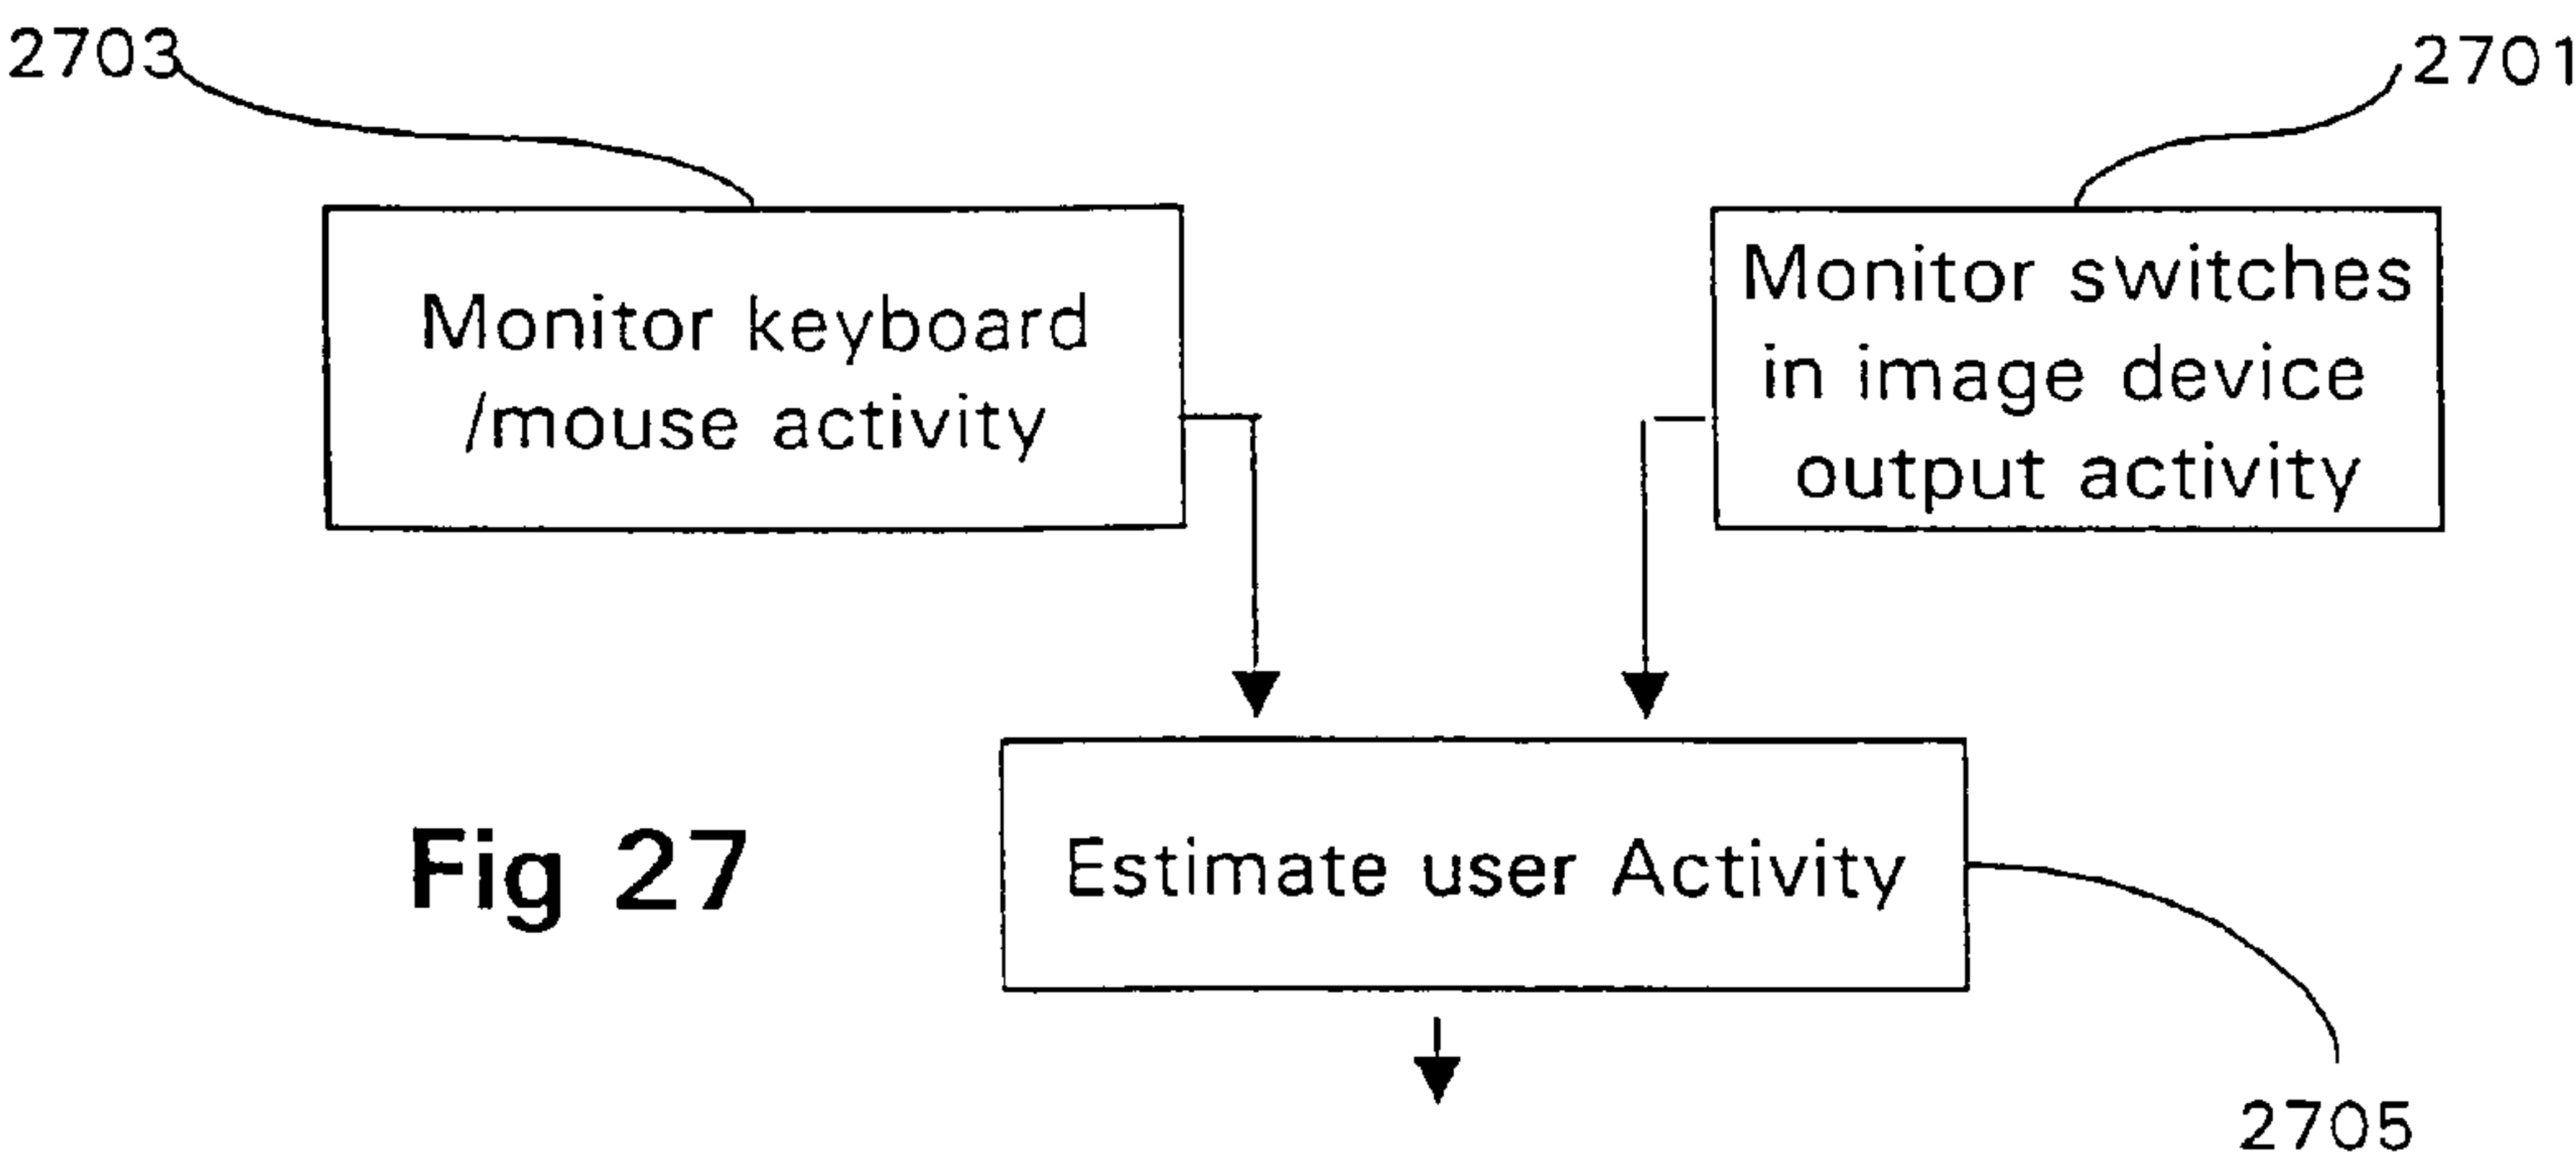 2703
2701
Monitor keyboard
/mouse activity
Monitor switches
in image device
output activity
Fig 27
Estimate user Activity
2705